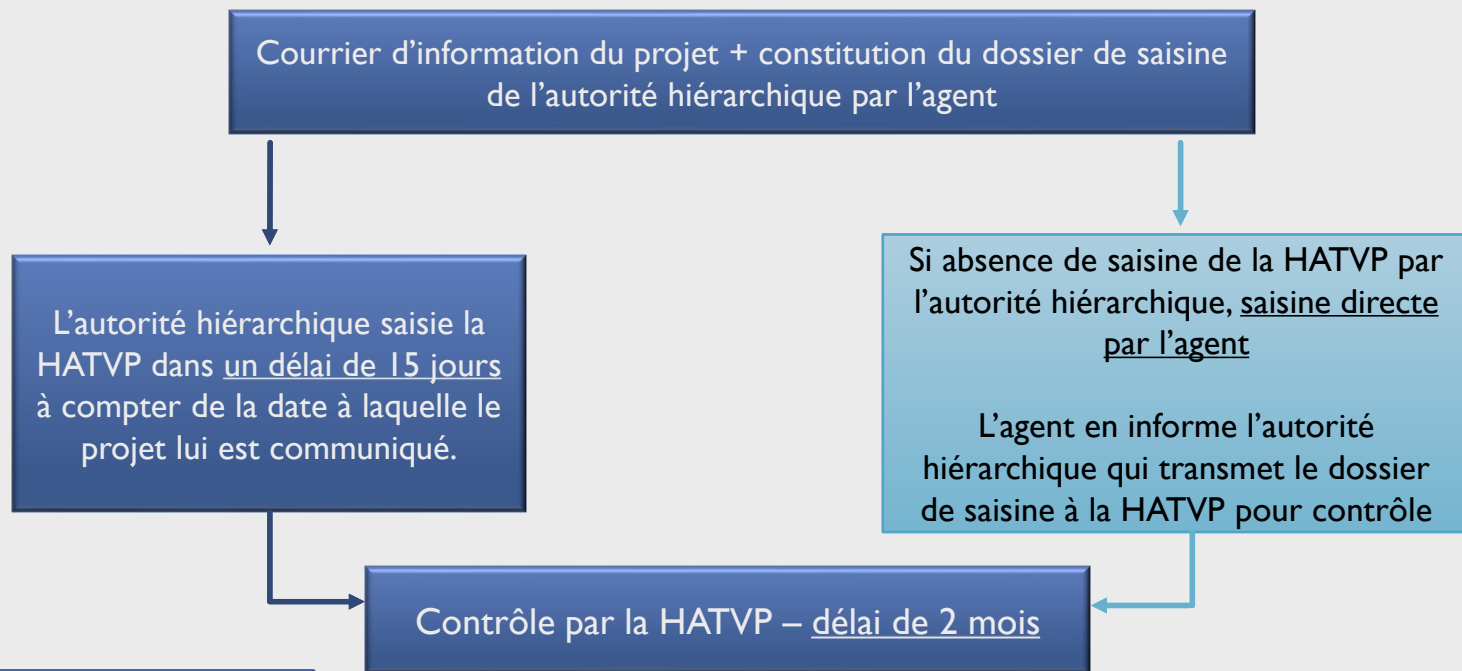 Courrier d’information du projet + constitution du dossier de saisine
de l’autorité hiérarchique par l’agent
L’autorité hiérarchique saisie la
HATVP dans un délai de 15 jours
à compter de la date à laquelle le
projet lui est communiqué.
Si absence de saisine de la HATVP par
l’autorité hiérarchique, saisine directe
par l’agent
L’agent en informe l’autorité
hiérarchique qui transmet le dossier
de saisine à la HATVP pour contrôle
Contrôle par la HATVP – délai de 2 mois